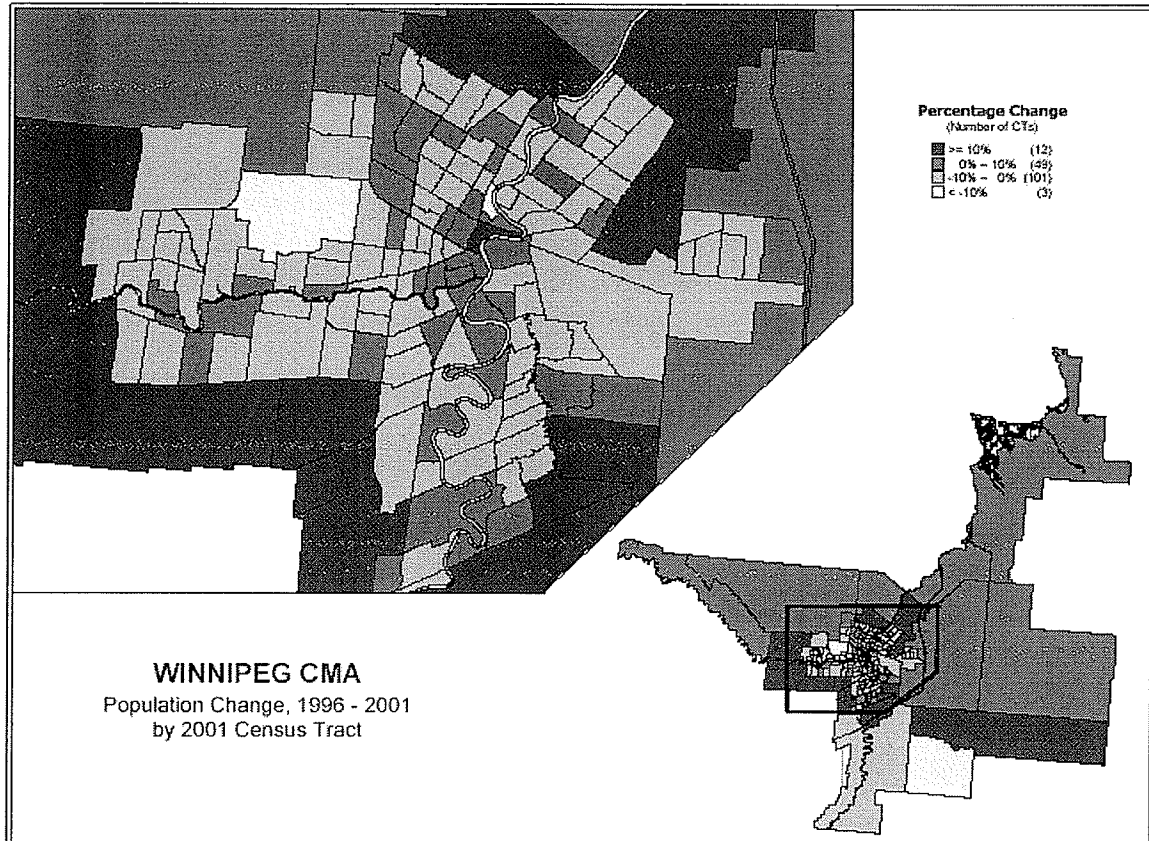 Percentage Change
(Number of CTs)
>= 10% (12)
0% - 10% (49)
-10% - 0% (101)
< -10% (3)
WINNIPEG CMA
Population Change, 1996 - 2001
by 2001 Census Tract